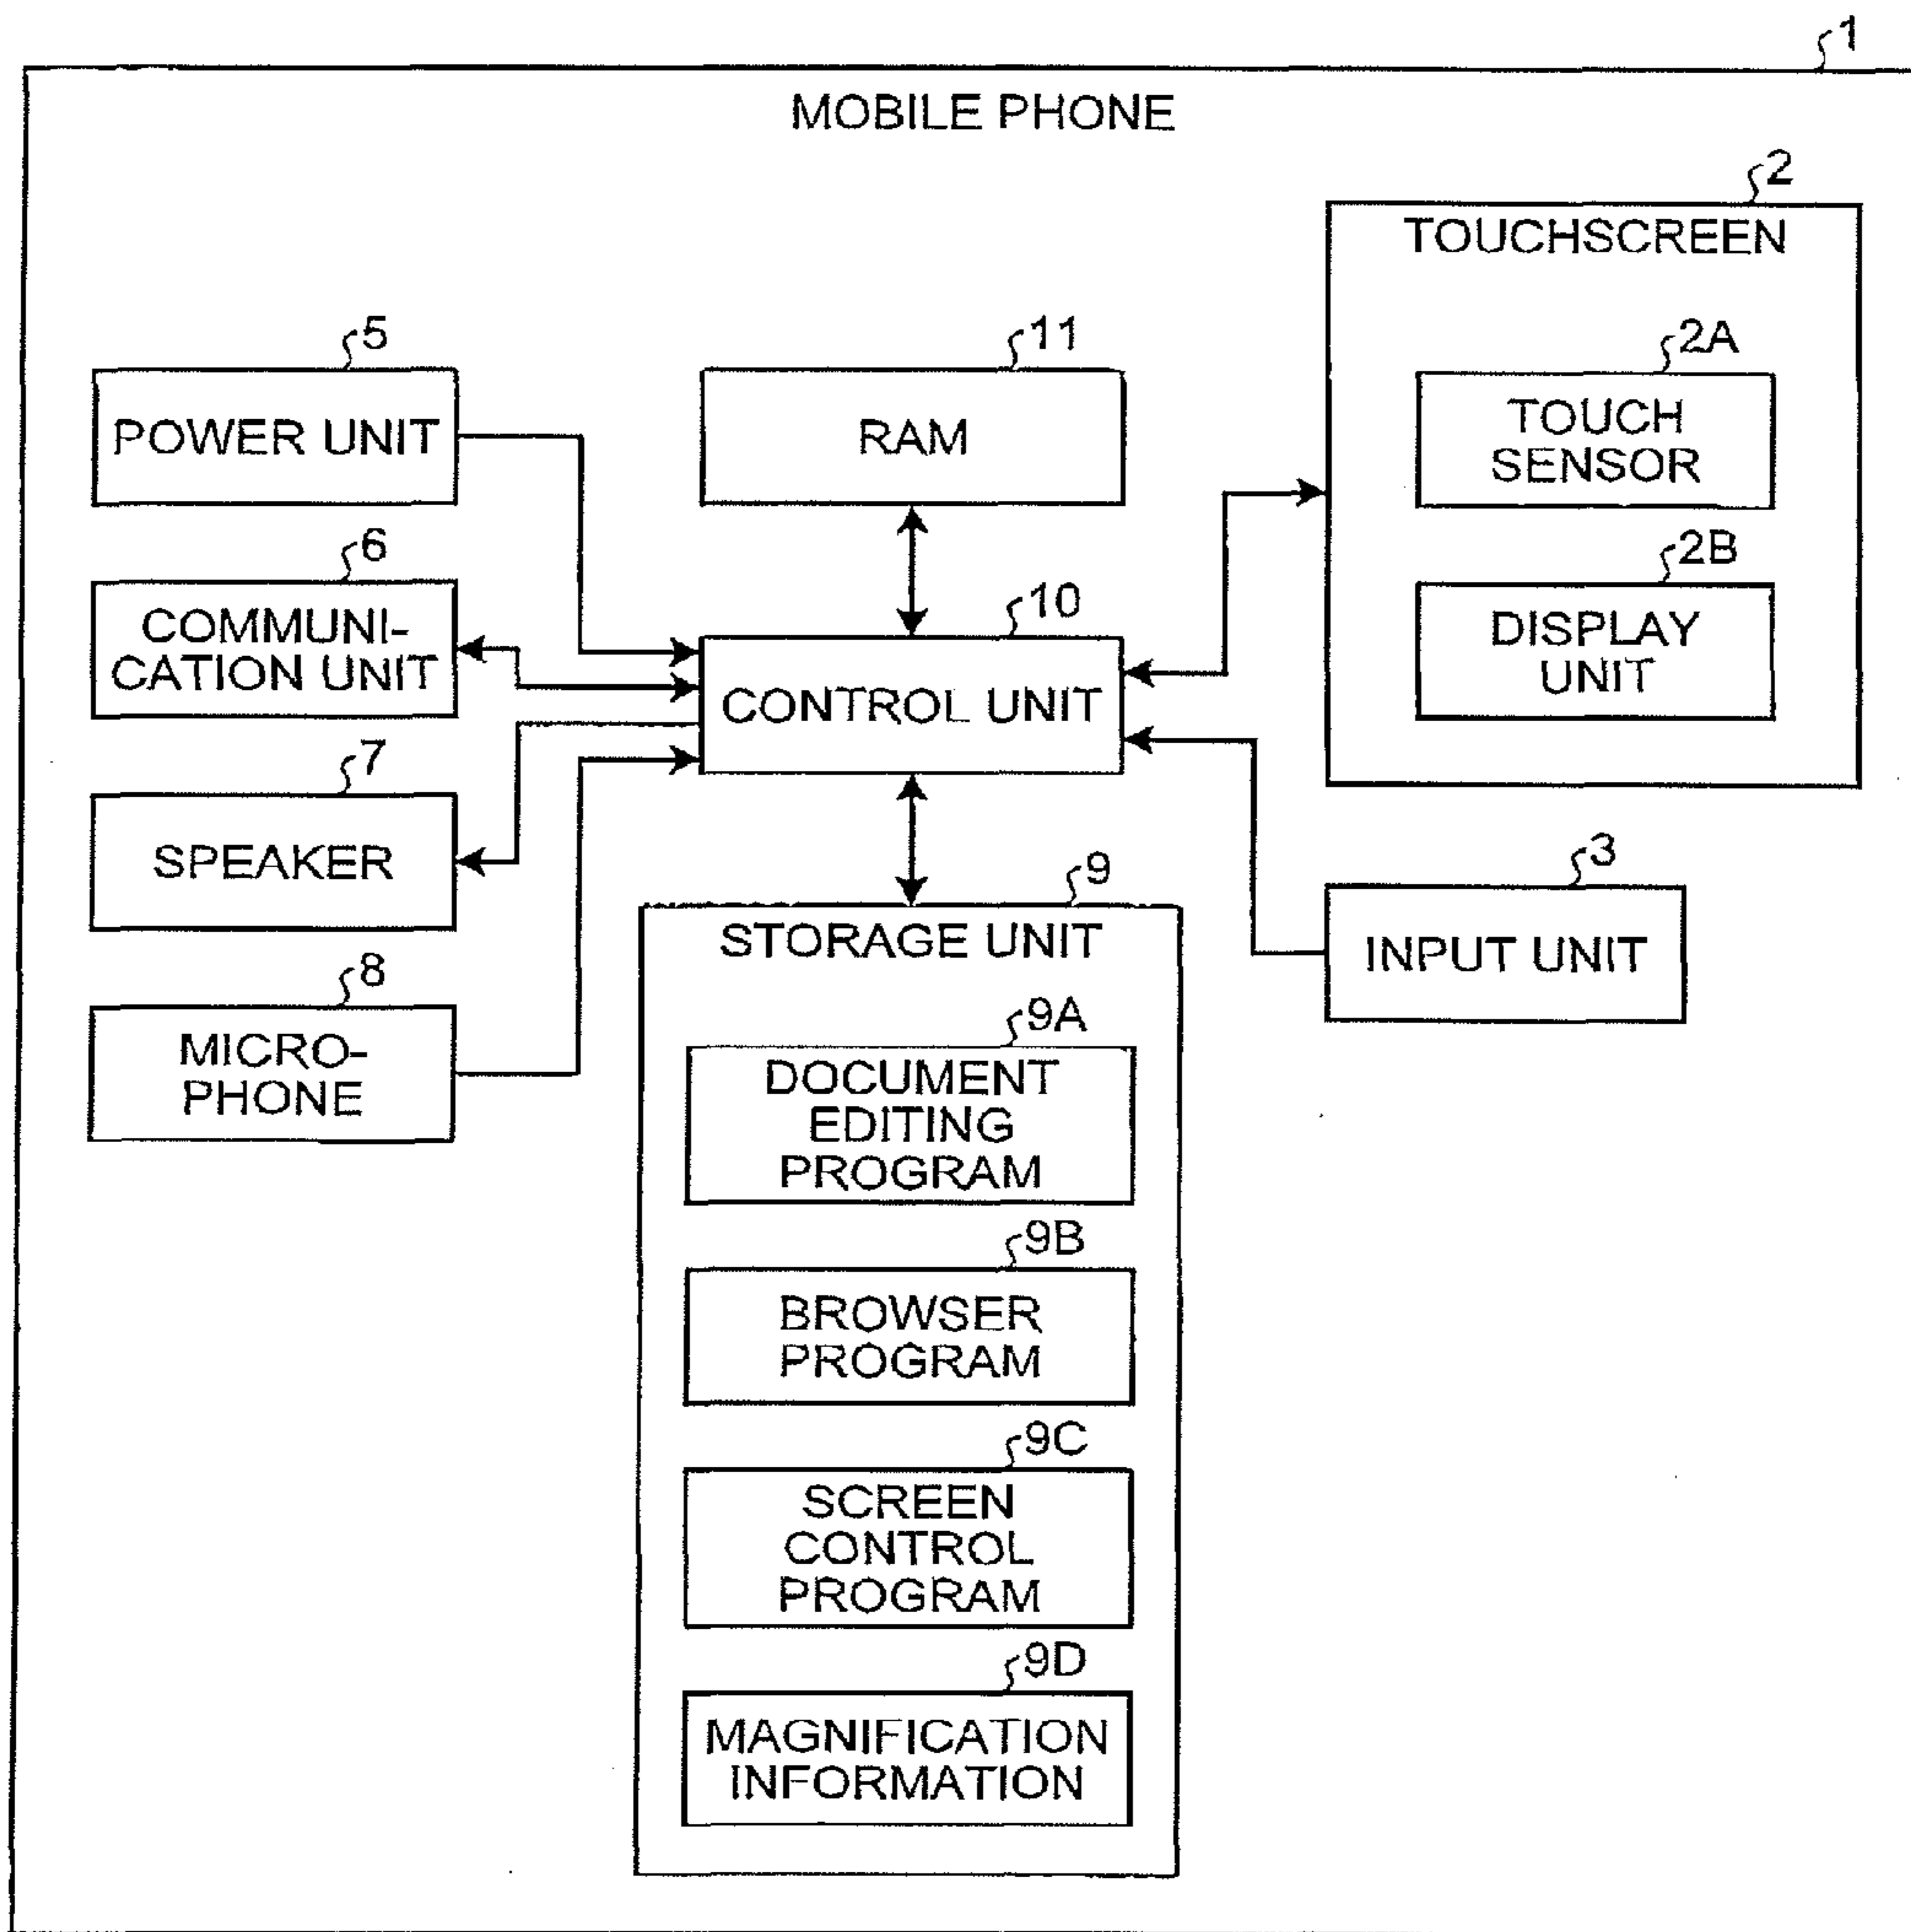 1
MOBILE PHONE
2
TOUCHSCREEN
2A
TOUCH
SENSOR
2B
DISPLAY
UNIT
5
POWER UNIT
11
RAM
6
COMMUNI-
CATION UNIT
10
CONTROL UNIT
7
SPEAKER
3
INPUT UNIT
8
MICRO-
PHONE
9
STORAGE UNIT
9A
DOCUMENT
EDITING
PROGRAM
9B
BROWSER
PROGRAM
9C
SCREEN
CONTROL
PROGRAM
9D
MAGNIFICATION
INFORMATION